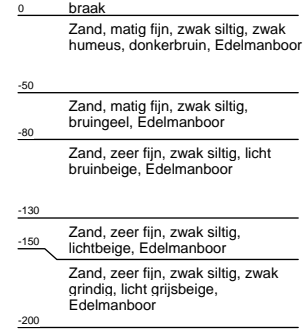 0 braak
Zand, matig fijn, zwak siltig, zwak
humeus, donkerbruin, Edelmanboor
-50
Zand, matig fijn, zwak siltig,
bruingeel, Edelmanboor
-80
Zand, zeer fijn, zwak siltig, licht
bruinbeige, Edelmanboor
-130
Zand, zeer fijn, zwak siltig,
lichtbeige, Edelmanboor
-150
Zand, zeer fijn, zwak siltig, zwak
grindig, licht grijsbeige,
Edelmanboor
-200